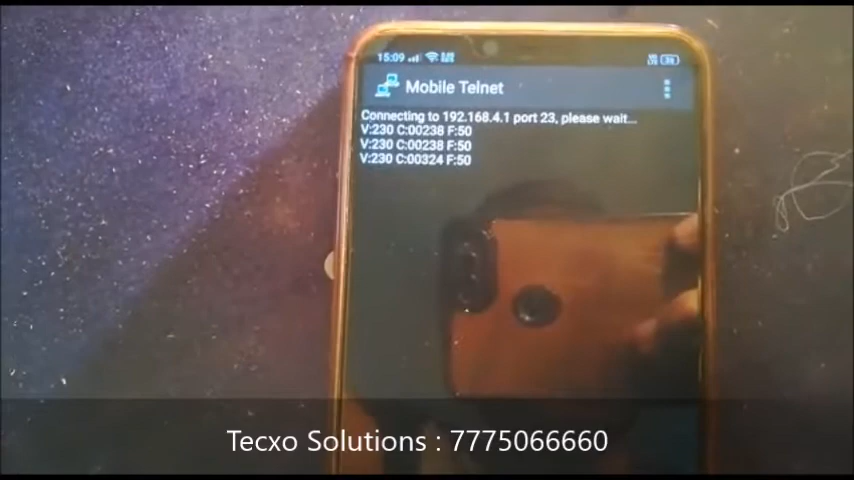 15:09
Mobile Telnet
Connecting to 192.168.4.1 port 23, please wait...
V:230 C:00238 F:50
V:230 C:00238 F:50
V:230 C:00324 F:50
Tecxo Solutions : 7775066660